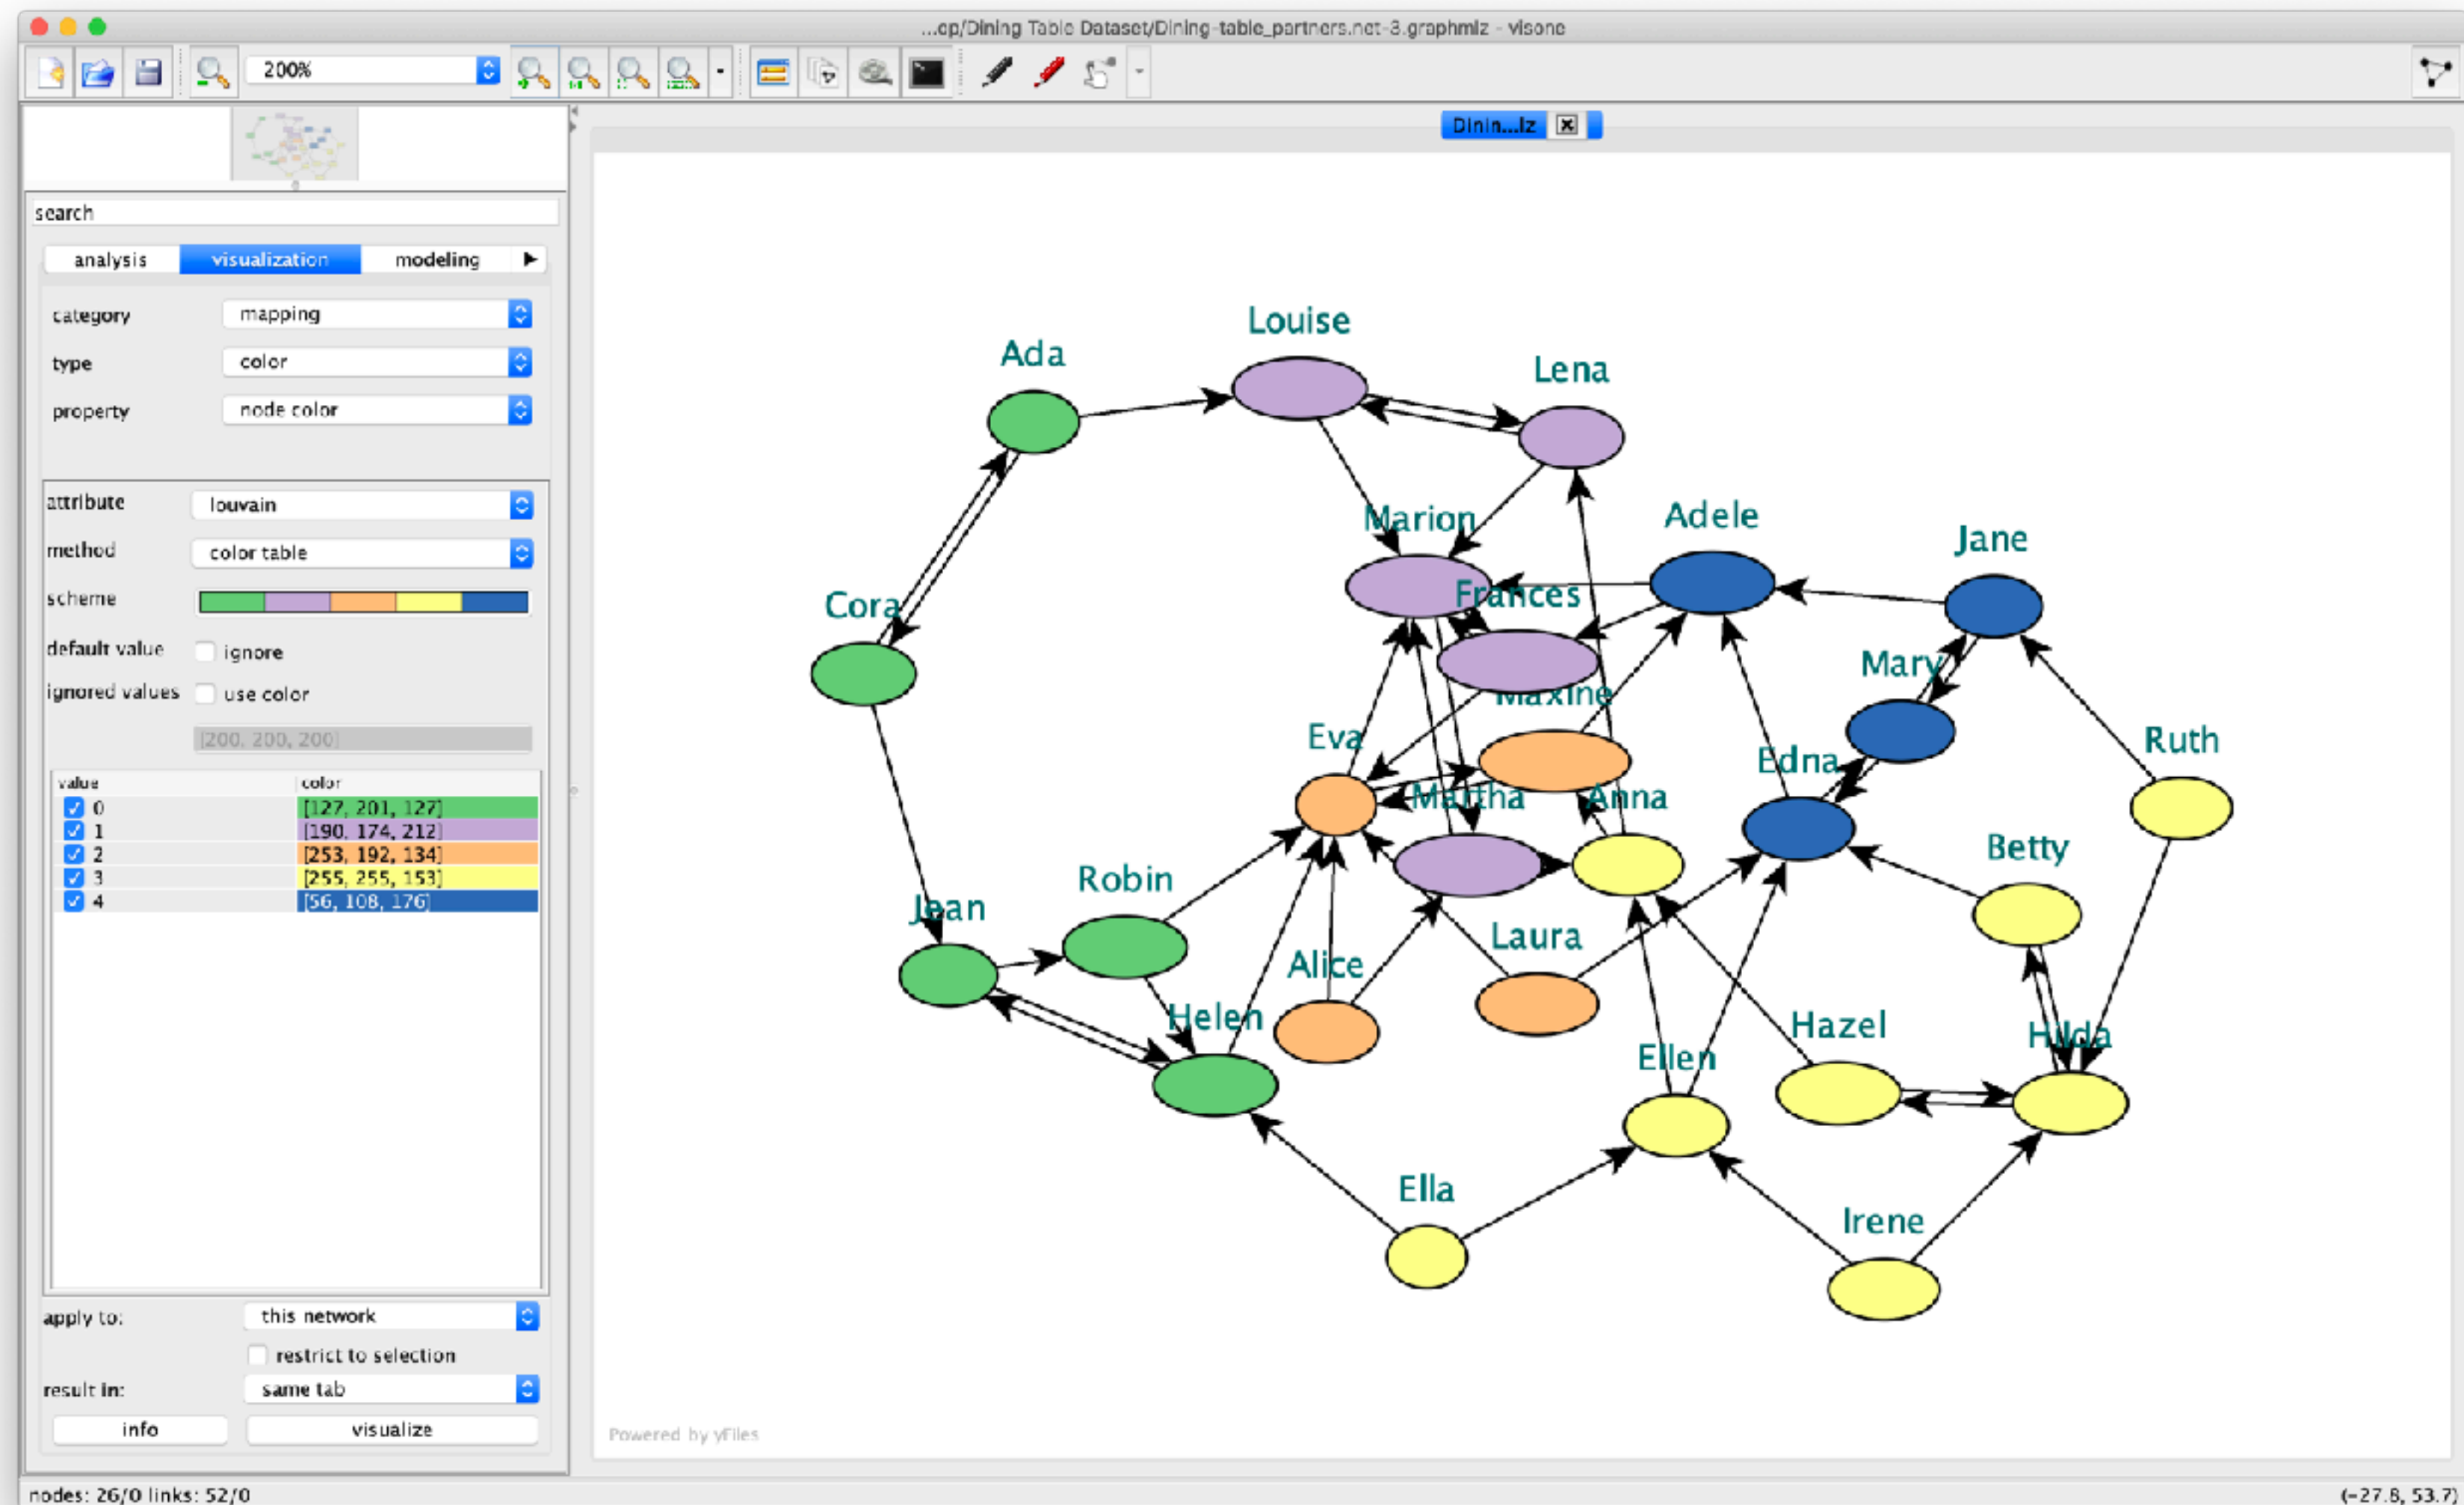 ...op/Dining Table Dataset/Dining-table_partners.net-3.graphmlz - visone
200%
Dinin...lz
search
analysis visualization modeling
category mapping
type color
property node color
attribute louvain
method color table
scheme
default value ignore
ignored values use color
[200, 200, 200]
value color
0 [127, 201, 127]
1 [190, 174, 212]
2 [253, 192, 134]
3 [255, 255, 153]
4 [56, 108, 176]
apply to: this network
restrict to selection
result in: same tab
info visualize
Louise
Ada
Lena
Marion
Adele
Jane
Frances
Cora
Mary
Maxine
Eva
Ruth
Edna
Martha
Anna
Betty
Robin
Jean
Laura
Alice
Helen
Hazel
Hilda
Ellen
Ella
Irene
Powered by yFiles
nodes: 26/0 links: 52/0
(-27.8, 53.7)